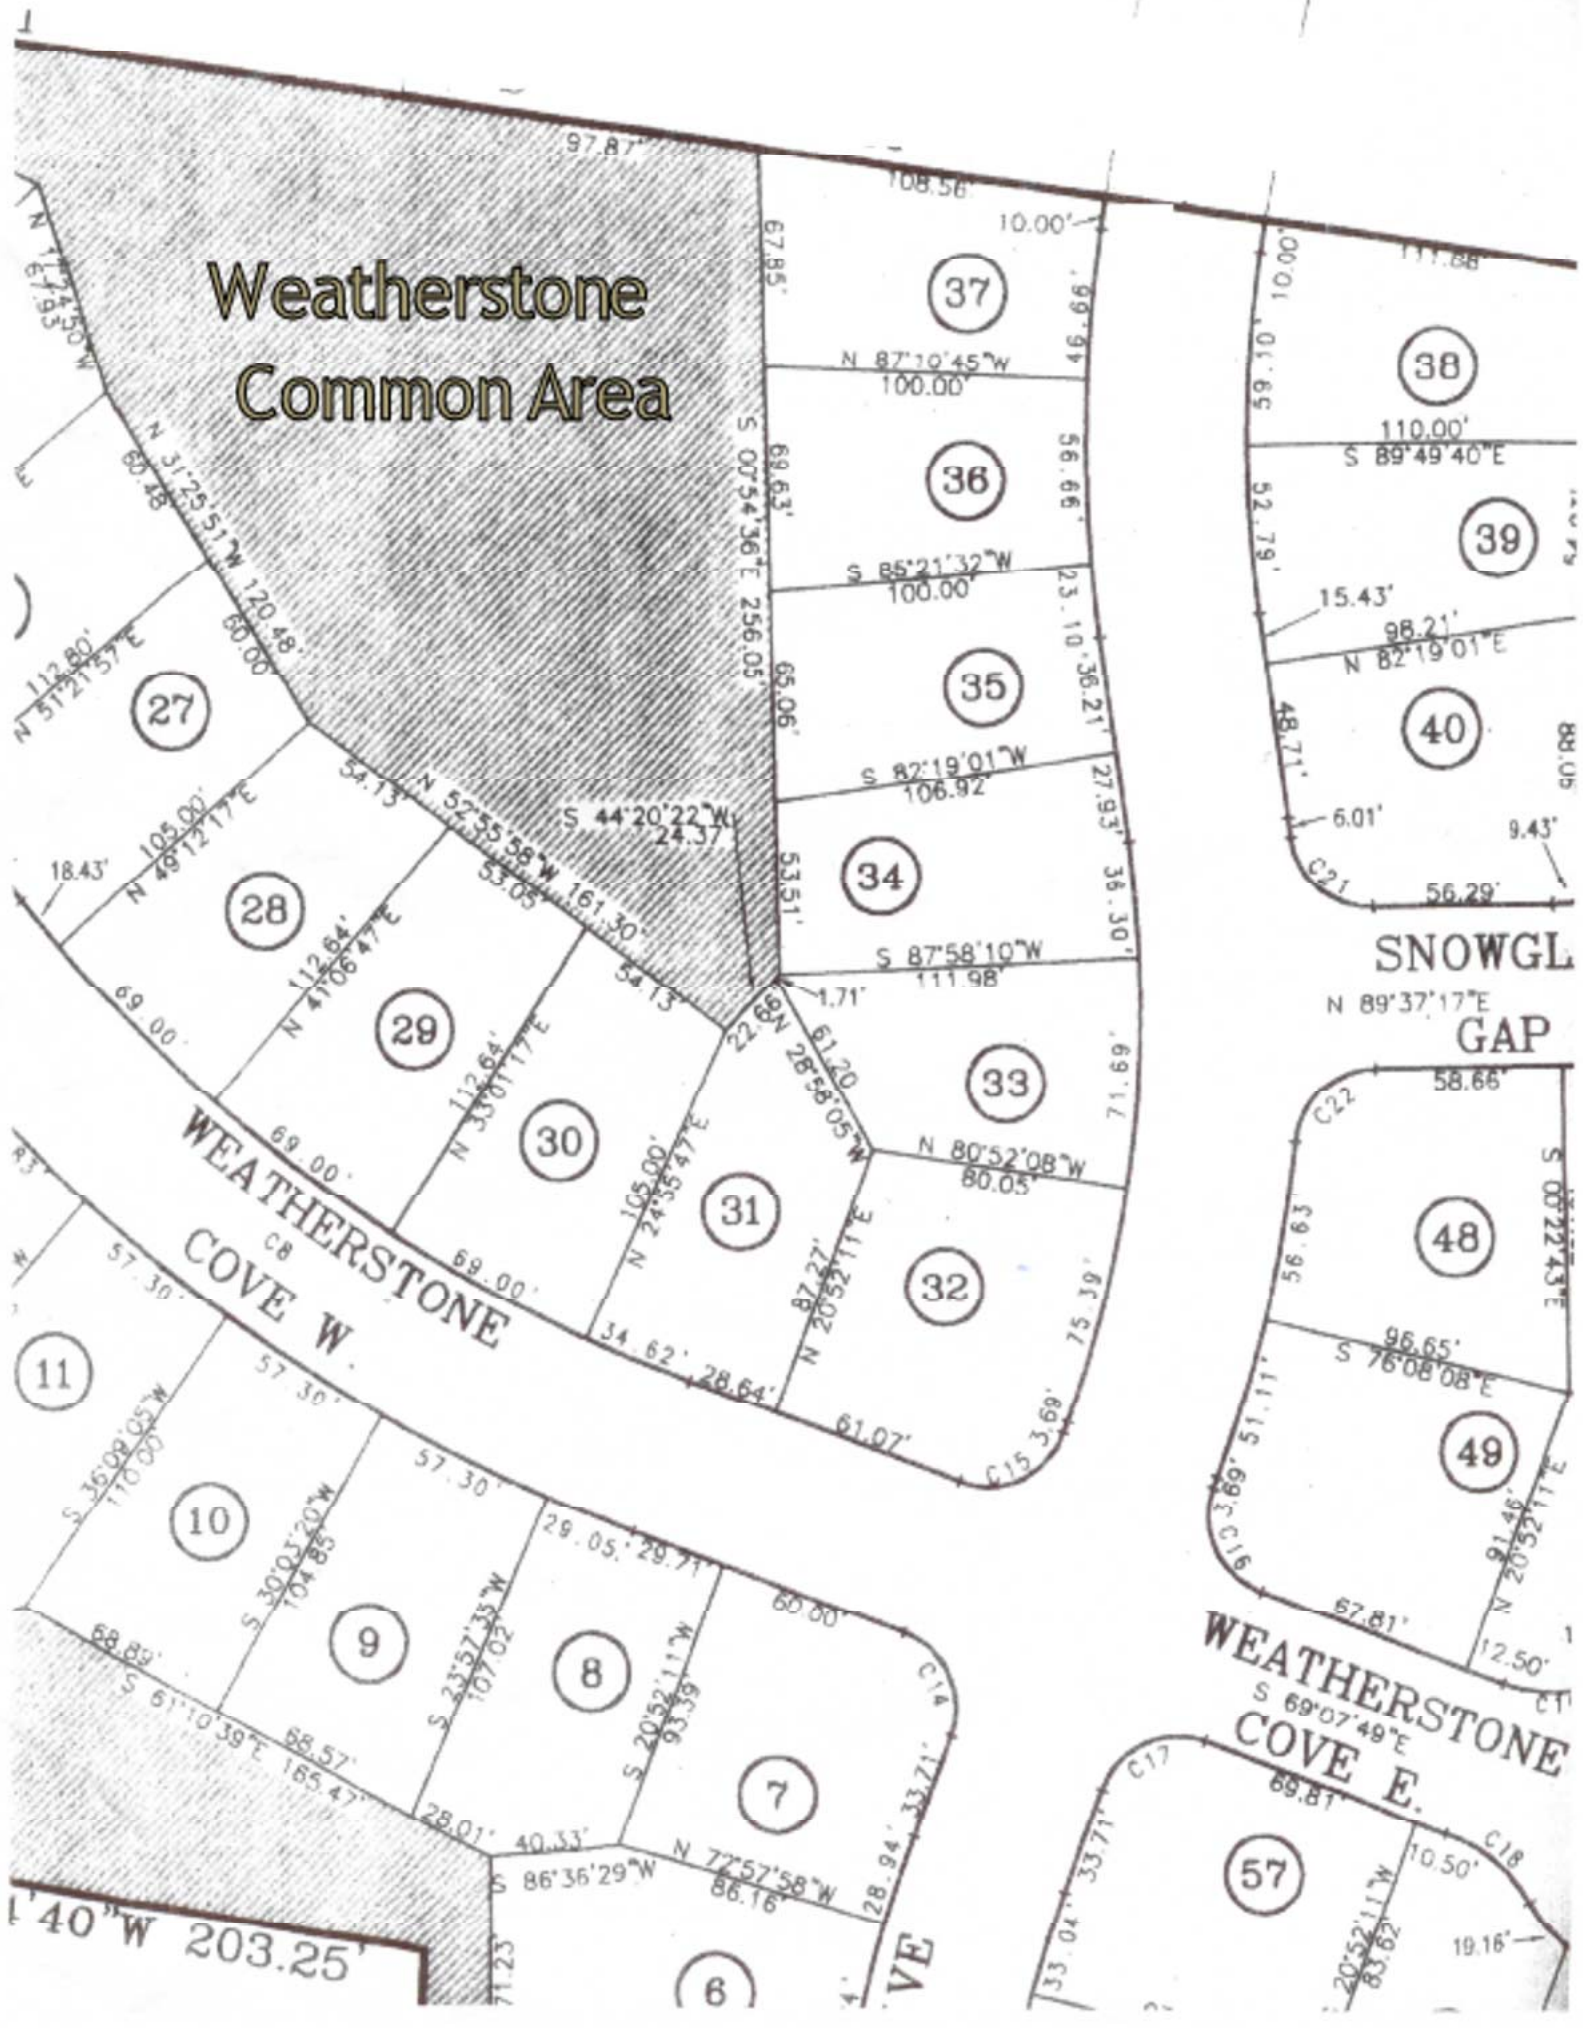 97.87'
108.56'
10.00'
67.85'
Weatherstone
Common Area
37
46.66'
10.00'
111.88'
59.10'
38
N 87°10'45"W
100.00'
110.00'
S 89°49'40"E
N 31°25'51"W 120.48'
60.48'
60.00'
S 00°54'36"E 256.05'
69.63'
36
56.66'
52.79'
39
S 85°21'32"W
100.00'
23.10'
15.43'
98.21'
N 82°19'01"E
112.80'
N 51°21'57"E
27
65.06'
35
36.21'
48.71'
40
88.05
S 82°19'01"W
106.92'
54.13'
N 52°55'58"W 161.30'
53.05'
54.13'
S 44°20'22"W
24.37
105.00'
N 49°12'17"E
18.43'
27.93'
6.01'
9.43'
28
53.51'
34
36.30'
C21
56.29'
112.64'
N 41°06'47"E
S 87°58'10"W
111.98'
SNOWGL
N 89°37'17"E
GAP
69.00'
29
22.66'
1.71'
61.20
N 28°58'05"W
33
71.99'
58.66'
C22
112.64'
N 33°01'17"E
30
N 80°52'08"W
80.05'
69.00'
105.00'
N 24°55'47"E
31
87.27'
N 20°52'11"E
32
75.39'
56.63
48
S 00°22'43"E
WEATHERSTONE
C8
COVE W.
57.30'
69.00'
34.62'
28.64'
61.07'
C15
3.69'
96.65'
S 76°08'08"E
51.11'
11
57.30'
49
3.69'
C16
91.46'
N 20°52'11"E
S 36°09'05"W
110.00'
10
57.30'
S 30°03'20"W
104.85'
29.05'
29.71'
60.00'
67.81'
12.50'
WEATHERSTONE
S 69°07'49"E
COVE E.
9
S 23°57'35"W
107.02'
8
S 20°52'11"W
93.39'
C14
68.89'
S 61°10'39"E 165.47'
68.57'
28.01'
7
33.71'
C17
69.81'
40.33'
S 86°36'29"W
N 72°57'58"W
86.16'
28.94'
33.71'
57
10.50'
C18
20°52'11"W
83.62'
19.16'
'40"W 203.25'
71.23'
6
VE
33.04'